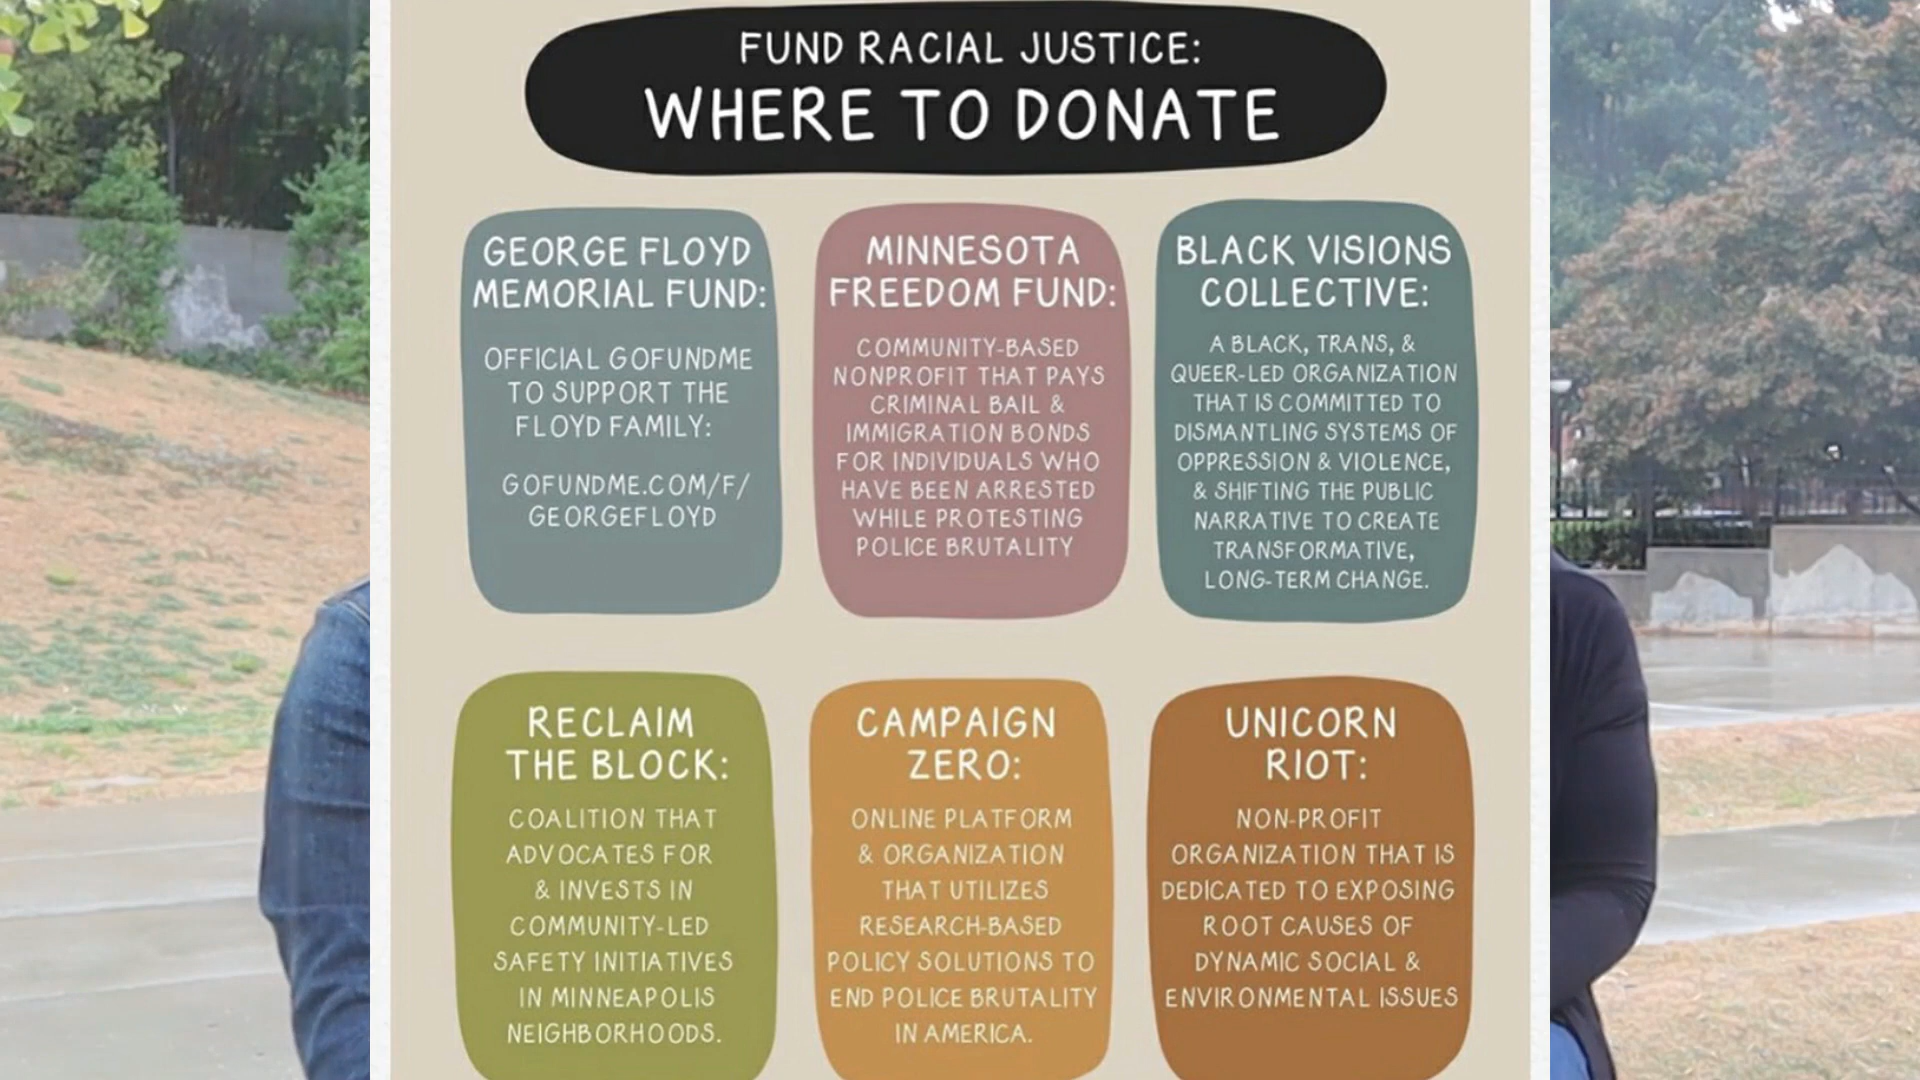 FUND RACIAL JUSTICE:
WHERE TO DONATE
GEORGE FLOYD
MEMORIAL FUND:
OFFICIAL GOFUNDME
TO SUPPORT THE
FLOYD FAMILY:
GOFUNDME.COM/F/
GEORGEFLOYD
MINNESOTA
FREEDOM FUND:
COMMUNITY-BASED
NONPROFIT THAT PAYS
CRIMINAL BAIL &
IMMIGRATION BONDS
FOR INDIVIDUALS WHO
HAVE BEEN ARRESTED
WHILE PROTESTING
POLICE BRUTALITY
BLACK VISIONS
COLLECTIVE:
A BLACK, TRANS, &
QUEER-LED ORGANIZATION
THAT IS COMMITTED TO
DISMANTLING SYSTEMS OF
OPPRESSION & VIOLENCE,
& SHIFTING THE PUBLIC
NARRATIVE TO CREATE
TRANSFORMATIVE,
LONG-TERM CHANGE.
RECLAIM
THE BLOCK:
COALITION THAT
ADVOCATES FOR
& INVESTS IN
COMMUNITY-LED
SAFETY INITIATIVES
IN MINNEAPOLIS
NEIGHBORHOODS.
CAMPAIGN
ZERO:
ONLINE PLATFORM
& ORGANIZATION
THAT UTILIZES
RESEARCH-BASED
POLICY SOLUTIONS TO
END POLICE BRUTALITY
IN AMERICA.
UNICORN
RIOT:
NON-PROFIT
ORGANIZATION THAT IS
DEDICATED TO EXPOSING
ROOT CAUSES OF
DYNAMIC SOCIAL &
ENVIRONMENTAL ISSUES